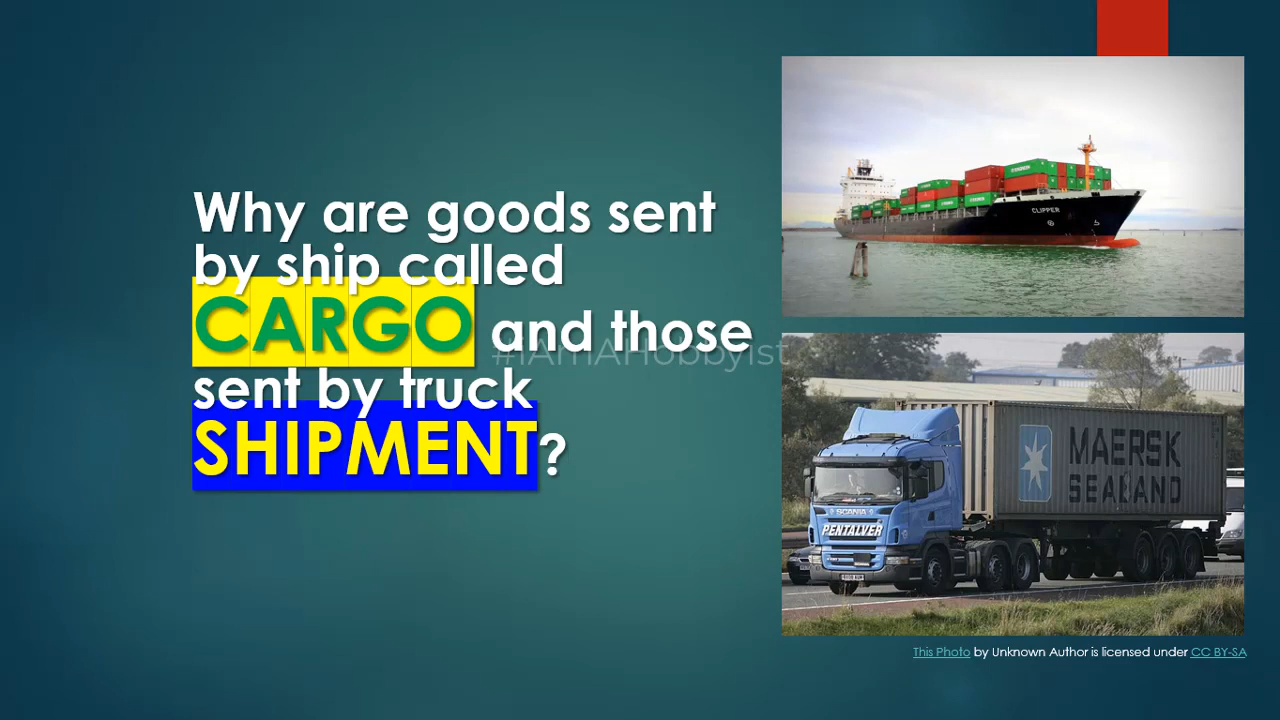 Why are goods sent
by ship called
CARGO and those
sent by truck
SHIPMENT?
#IAmAHobbyist
CLIPPER
MAERSK
SEALAND
SCANIA
PENTALVER
This Photo by Unknown Author is licensed under CC BY-SA